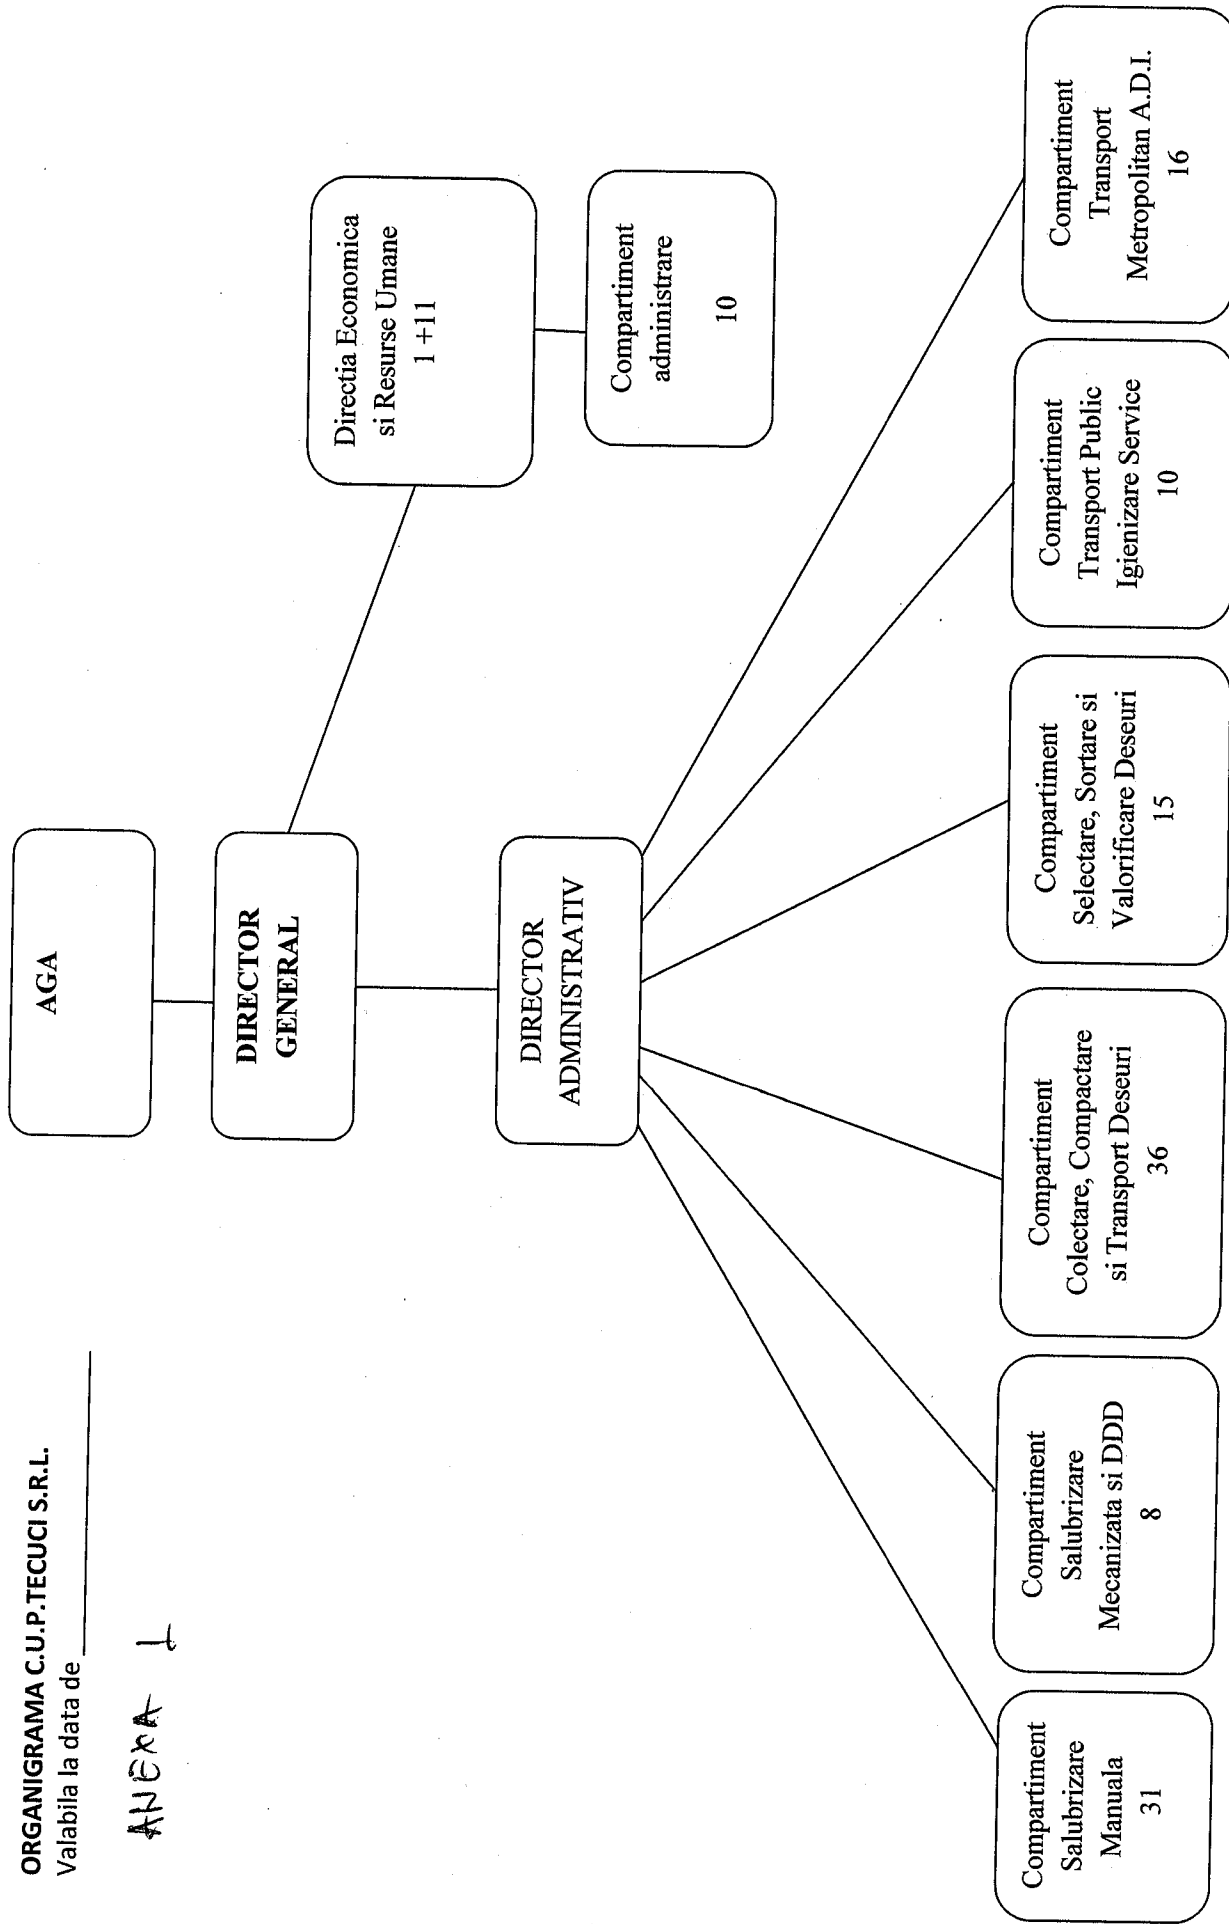 ORGANIGRAMA C.U.P.TECUCI S.R.L.
Valabila la data de
ANEXA 1
AGA
DIRECTOR
GENERAL
Directia Economica
si Resurse Umane
1 +11
Compartiment
administrare
10
DIRECTOR
ADMINISTRATIV
Compartiment
Salubrizare
Manuala
31
Compartiment
Salubrizare
Mecanizata si DDD
8
Compartiment
Colectare, Compactare
si Transport Deseuri
36
Compartiment
Selectare, Sortare si
Valorificare Deseuri
15
Compartiment
Transport Public
Igienizare Service
10
Compartiment
Transport
Metropolitan A.D.I.
16